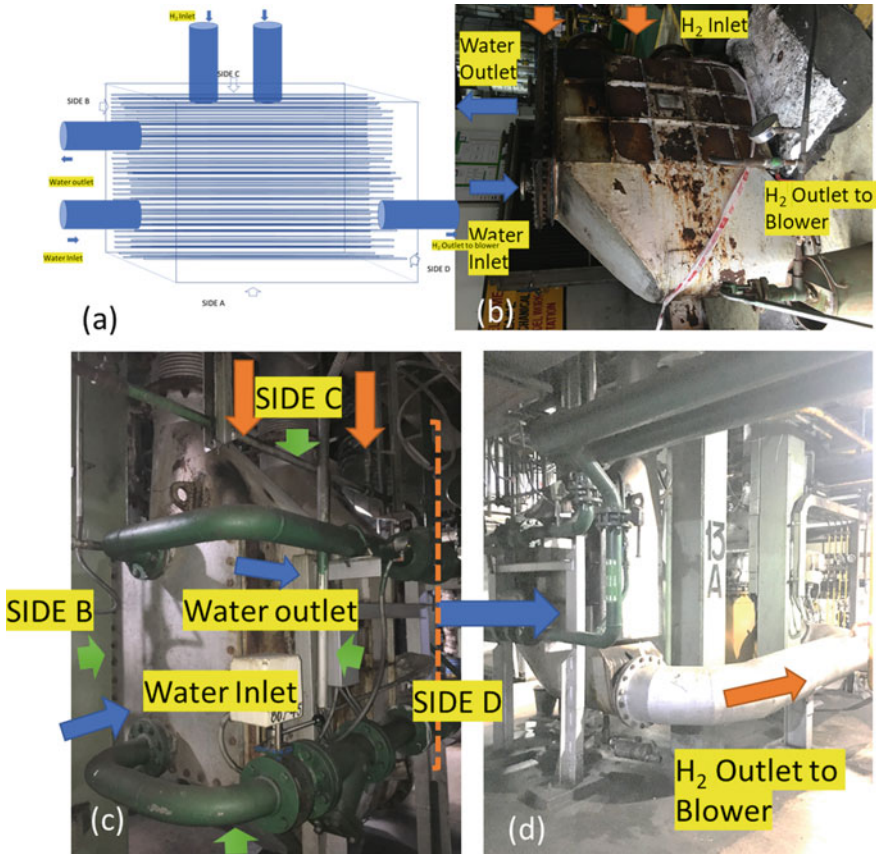 H₂ Inlet
SIDE C
SIDE B
Water outlet
Water Inlet
H₂ Outlet to blower
SIDE D
SIDE A
(a)
H₂ Inlet
Water
Outlet
H₂ Outlet to
Blower
Water
Inlet
(b)
SIDE C
SIDE B
Water outlet
Water Inlet
SIDE D
(c)
13
A
H₂ Outlet to
Blower
(d)